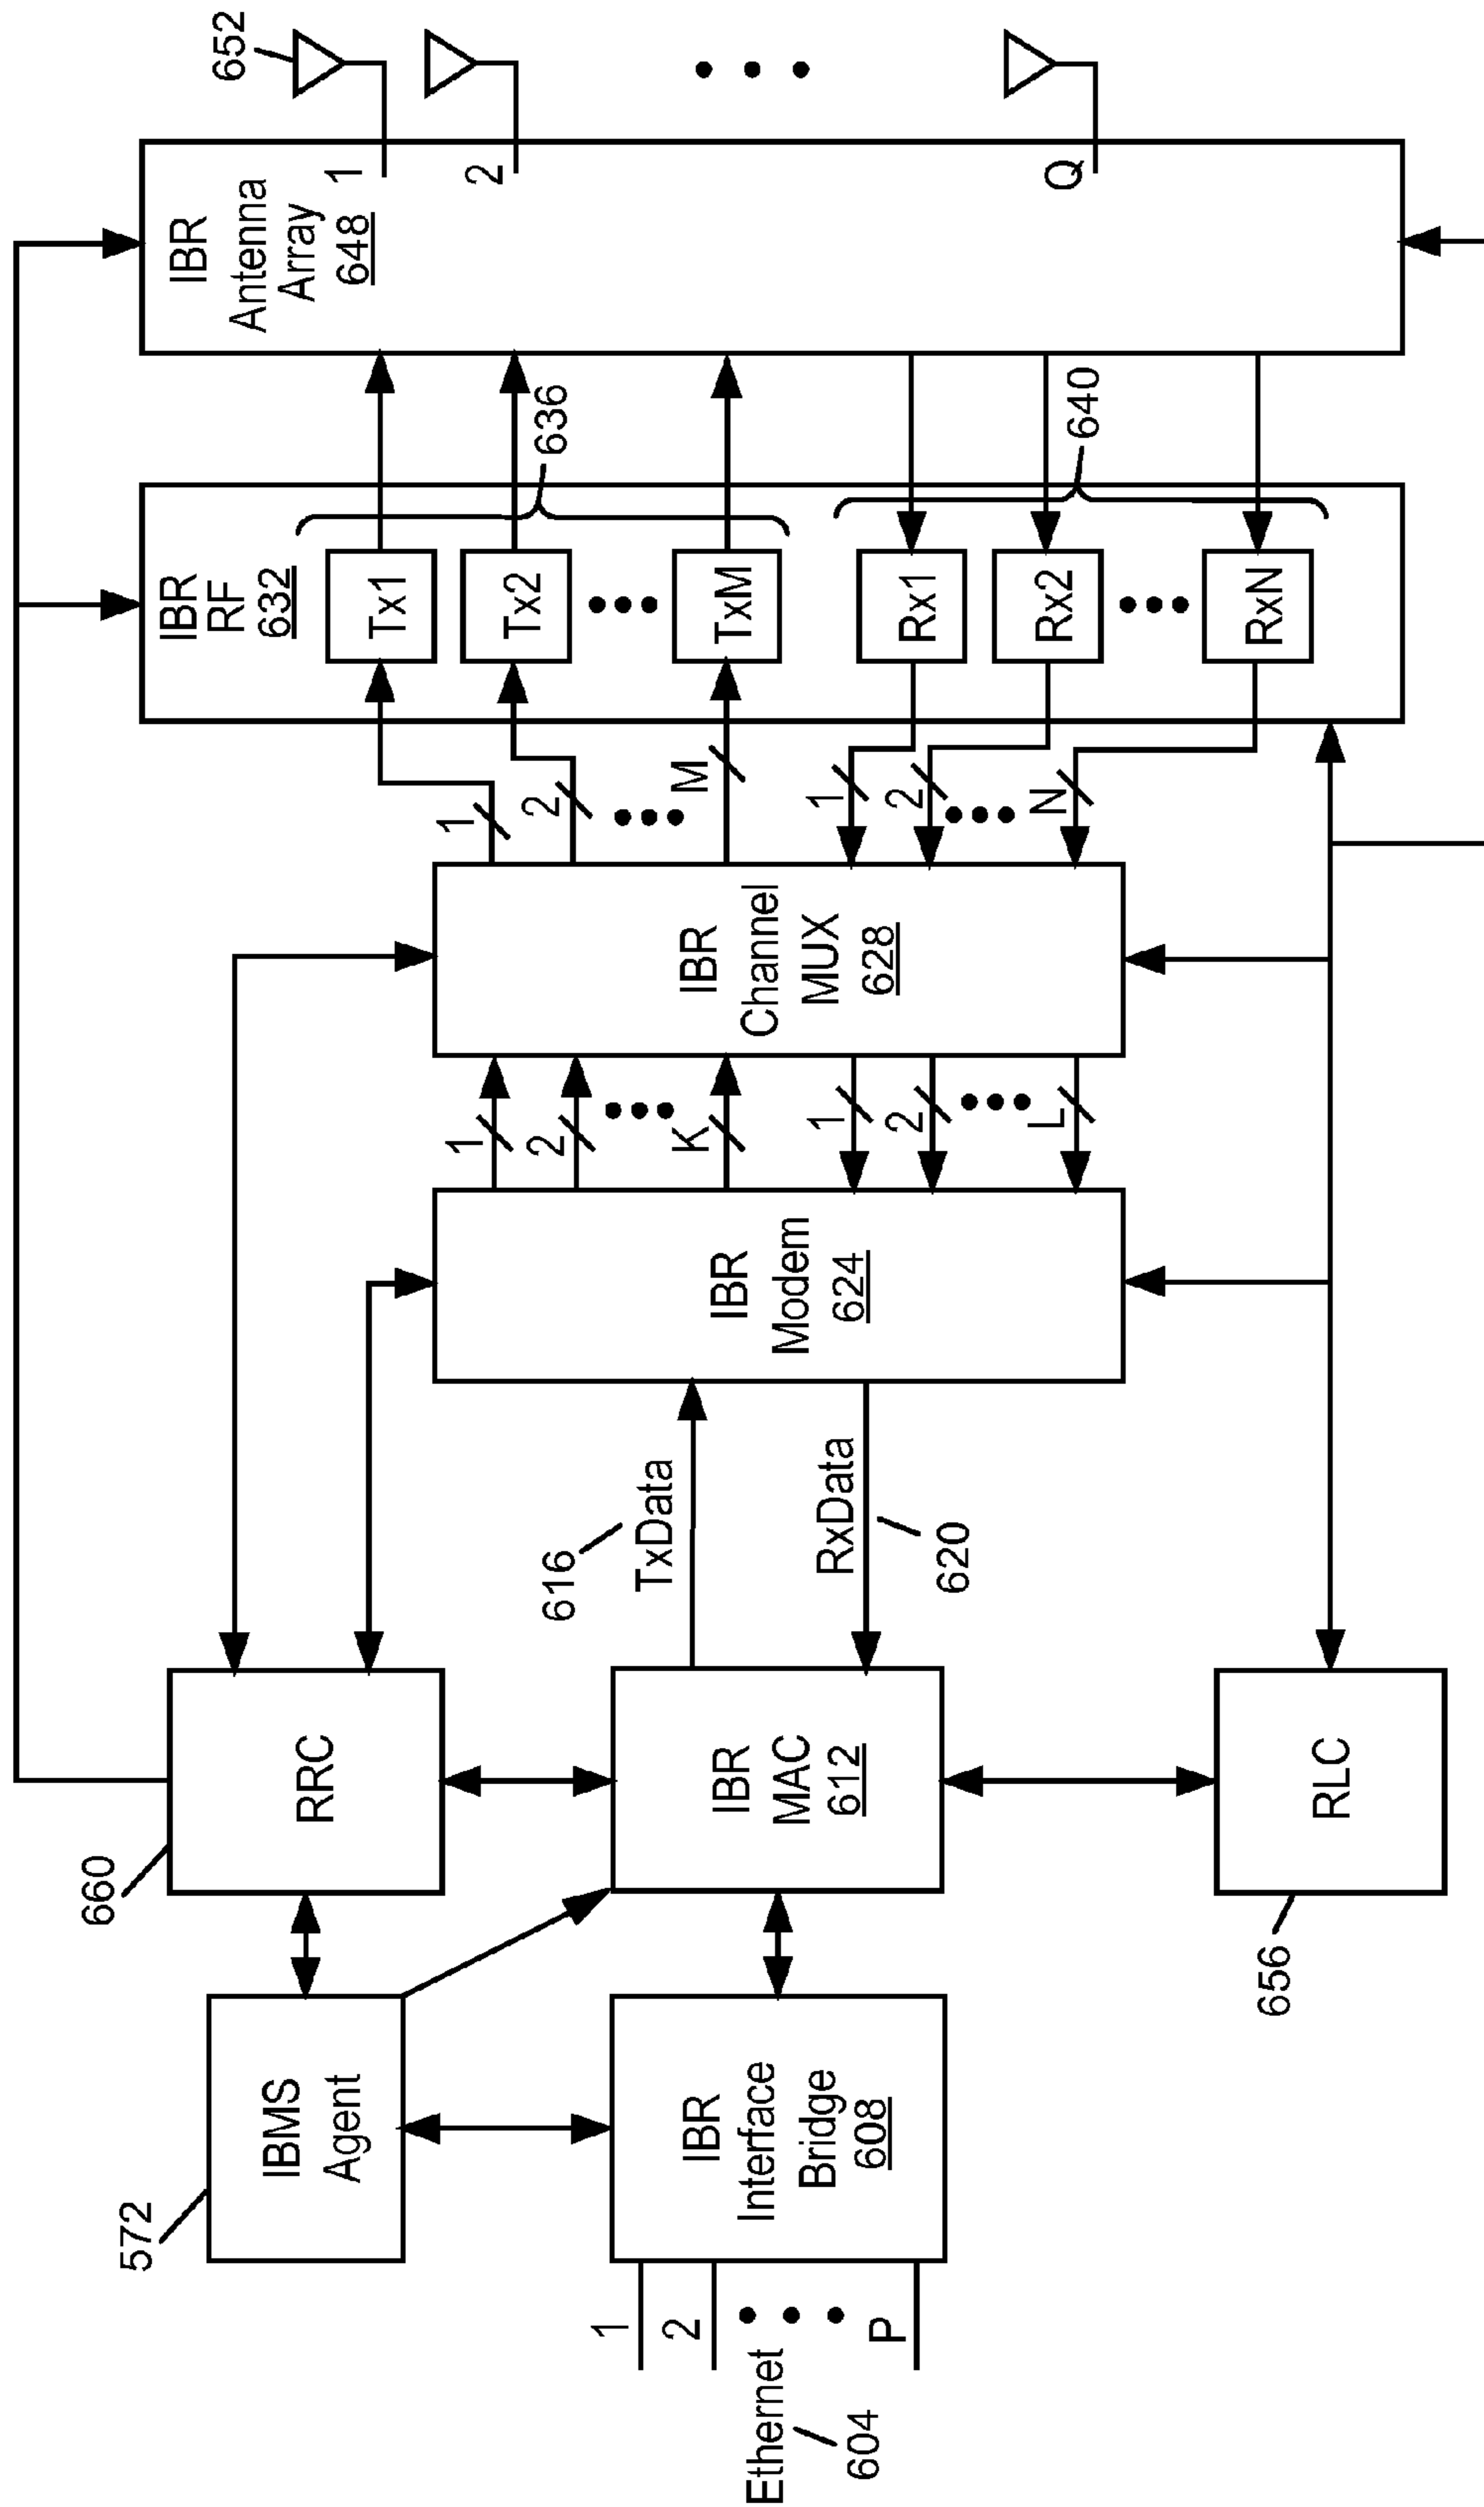 572
IBMS
Agent
660
RRC
Ethernet
604
1
2
P
IBR
Interface
Bridge
608
IBR
MAC
612
656
RLC
616
TxData
RxData
620
IBR
Modem
624
1
2
K
1
2
L
IBR
Channel
MUX
628
1
2
M
1
2
N
IBR
RF
632
Tx1
Tx2
TxM
Rx1
Rx2
RxN
636
640
IBR
Antenna
Array
648
1
2
Q
652